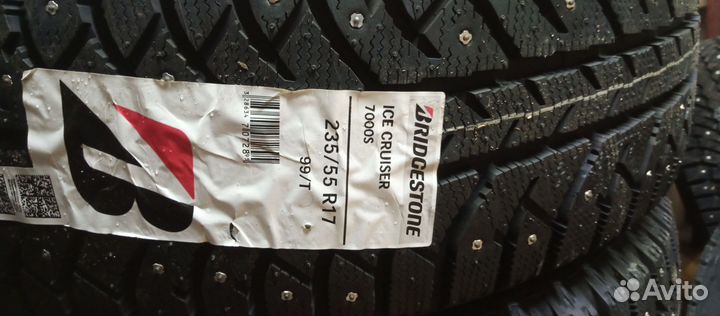 BRIDGESTONE
ICE CRUISER
7000S
235/55 R17
99/T
Avito